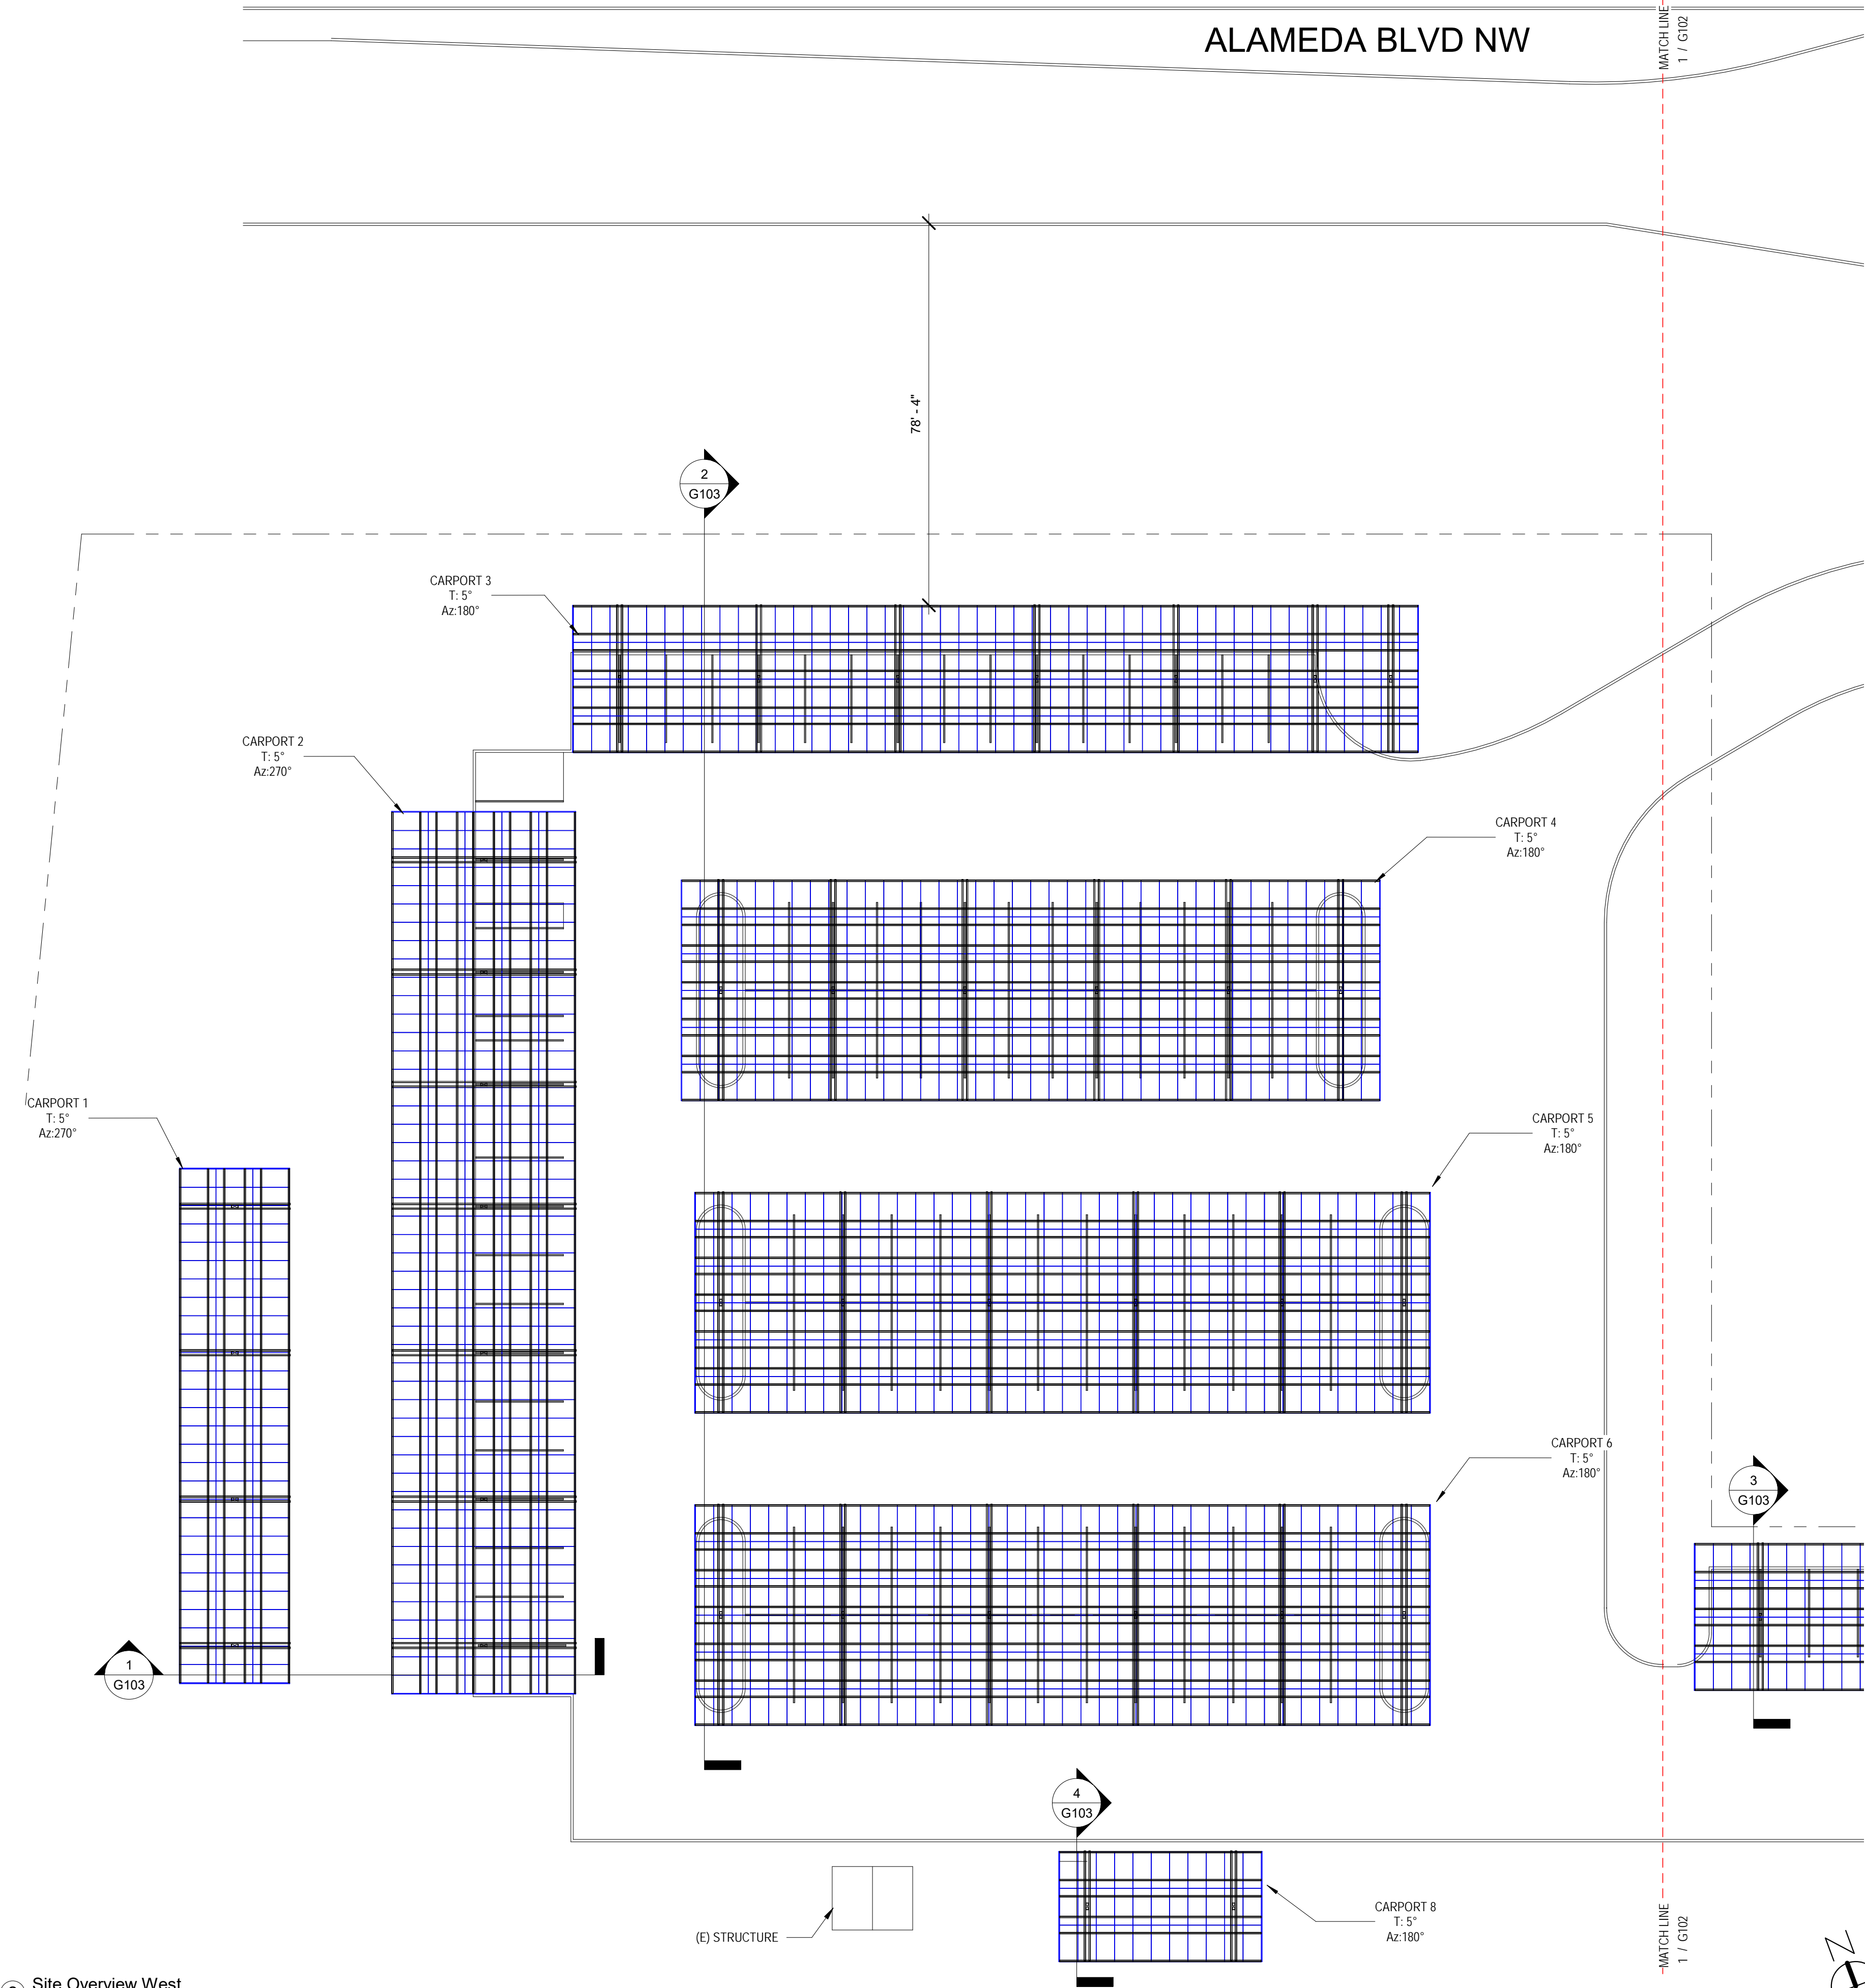 ALAMEDA BLVD NW
MATCH LINE
1 / G102
78' - 4"
2
G103
CARPORT 3
T: 5°
Az:180°
CARPORT 2
T: 5°
Az:270°
CARPORT 4
T: 5°
Az:180°
CARPORT 1
T: 5°
Az:270°
CARPORT 5
T: 5°
Az:180°
CARPORT 6
T: 5°
Az:180°
3
G103
1
G103
4
G103
CARPORT 8
T: 5°
Az:180°
(E) STRUCTURE
MATCH LINE
1 / G102
N
Site Overview West